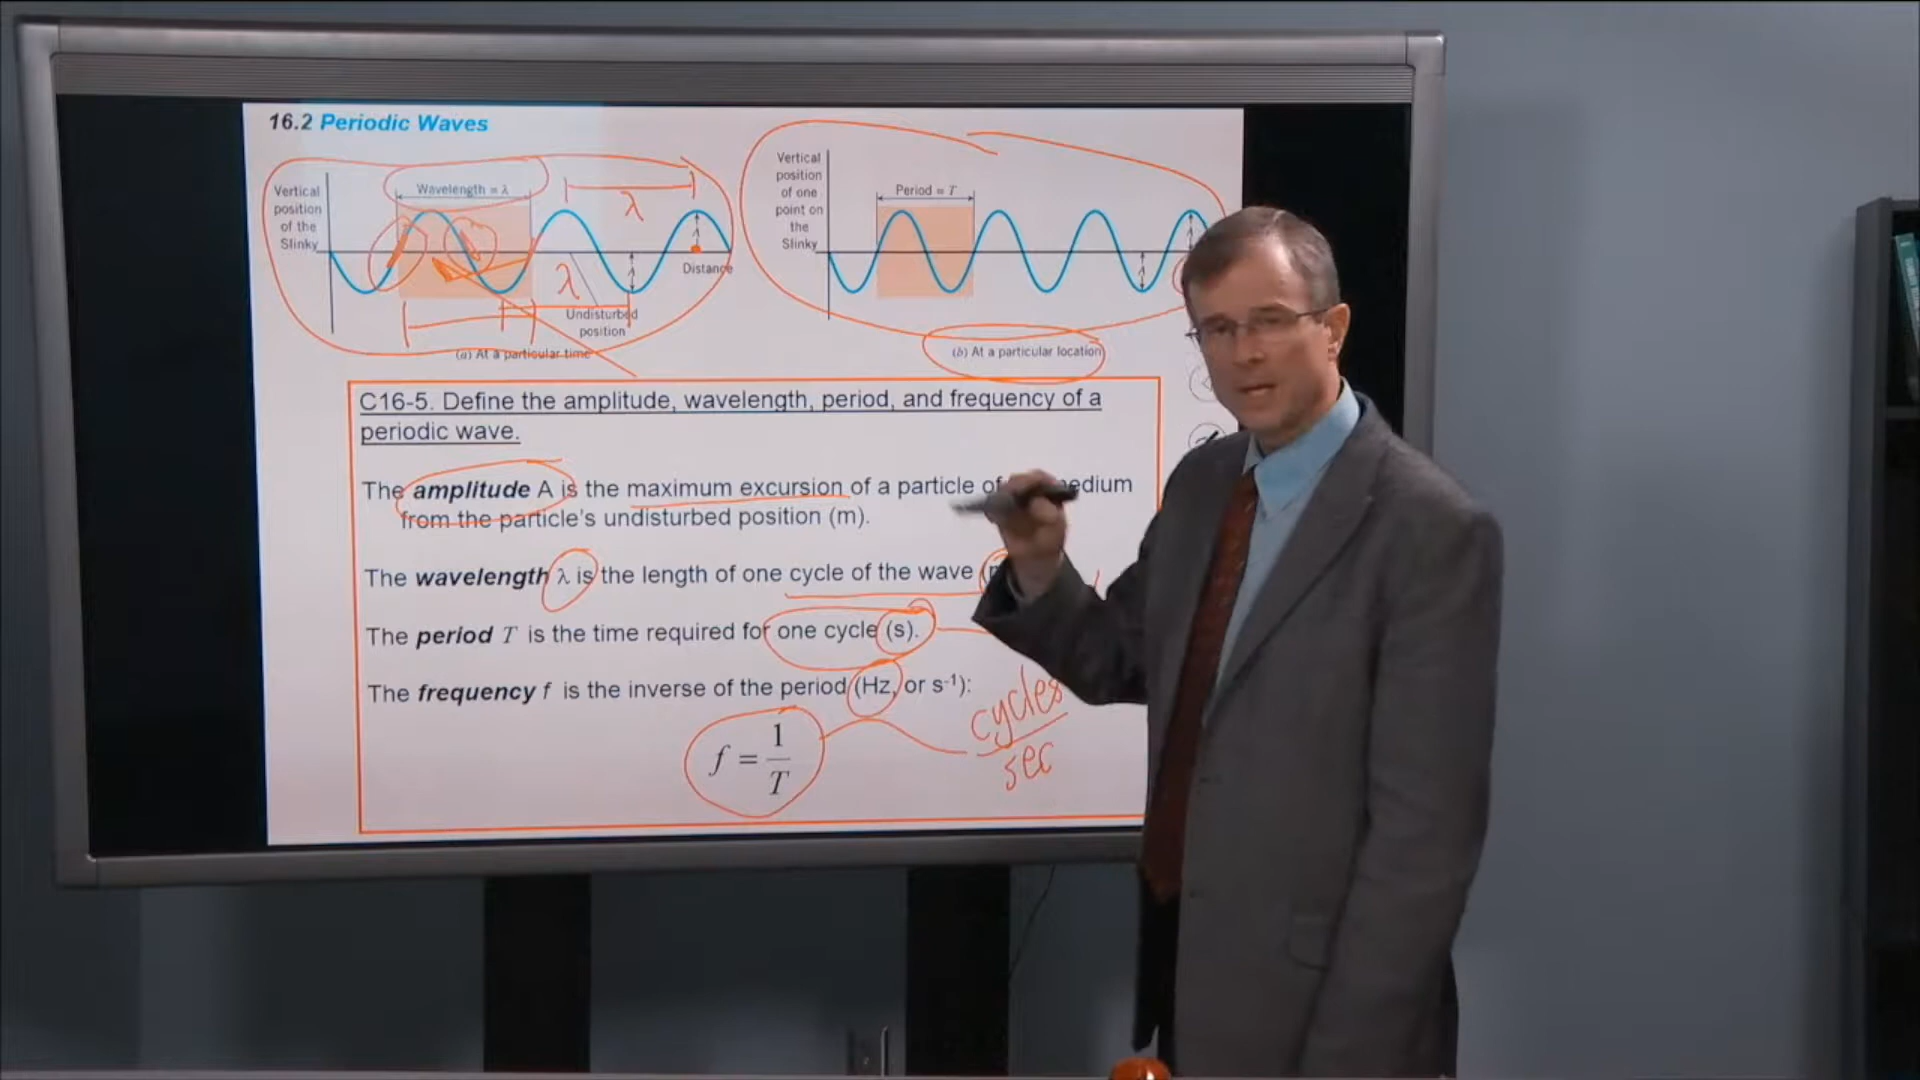 16.2 Periodic Waves
Vertical
position
of the
Slinky
Wavelength = λ
λ
A
A
Distance
λ
Undisturbed
position
(a) At a particular time
Vertical
position
of one
point on
the
Slinky
Period = T
A
A
(b) At a particular location
C16-5. Define the amplitude, wavelength, period, and frequency of a
periodic wave.
The amplitude A is the maximum excursion of a particle of
from the particle's undisturbed position (m).
The wavelength λ is the length of one cycle of the wave
The period T is the time required for one cycle (s).
The frequency f is the inverse of the period (Hz, or s⁻¹):
f = 1/T
cycles
sec